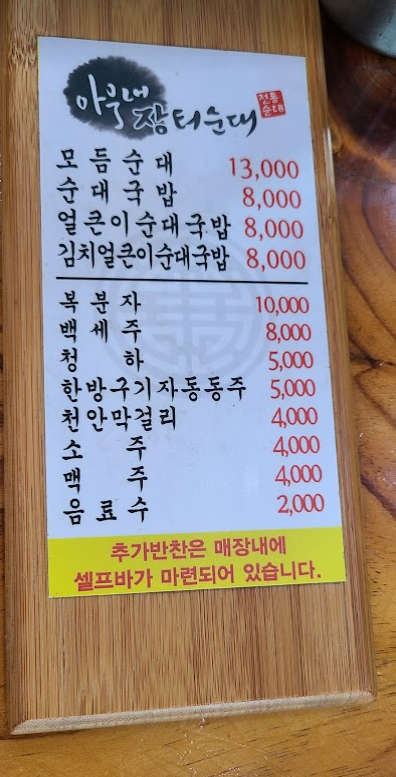 아우내
장터순대
전통
순대
모듬순대 13,000
순대국밥 8,000
얼큰이순대국밥 8,000
김치얼큰이순대국밥 8,000
복분자 10,000
백세주 8,000
청하 5,000
한방구기자동동주 5,000
천안막걸리 4,000
소주 4,000
맥주 4,000
음료수 2,000
추가반찬은 매장내에
셀프바가 마련되어 있습니다.